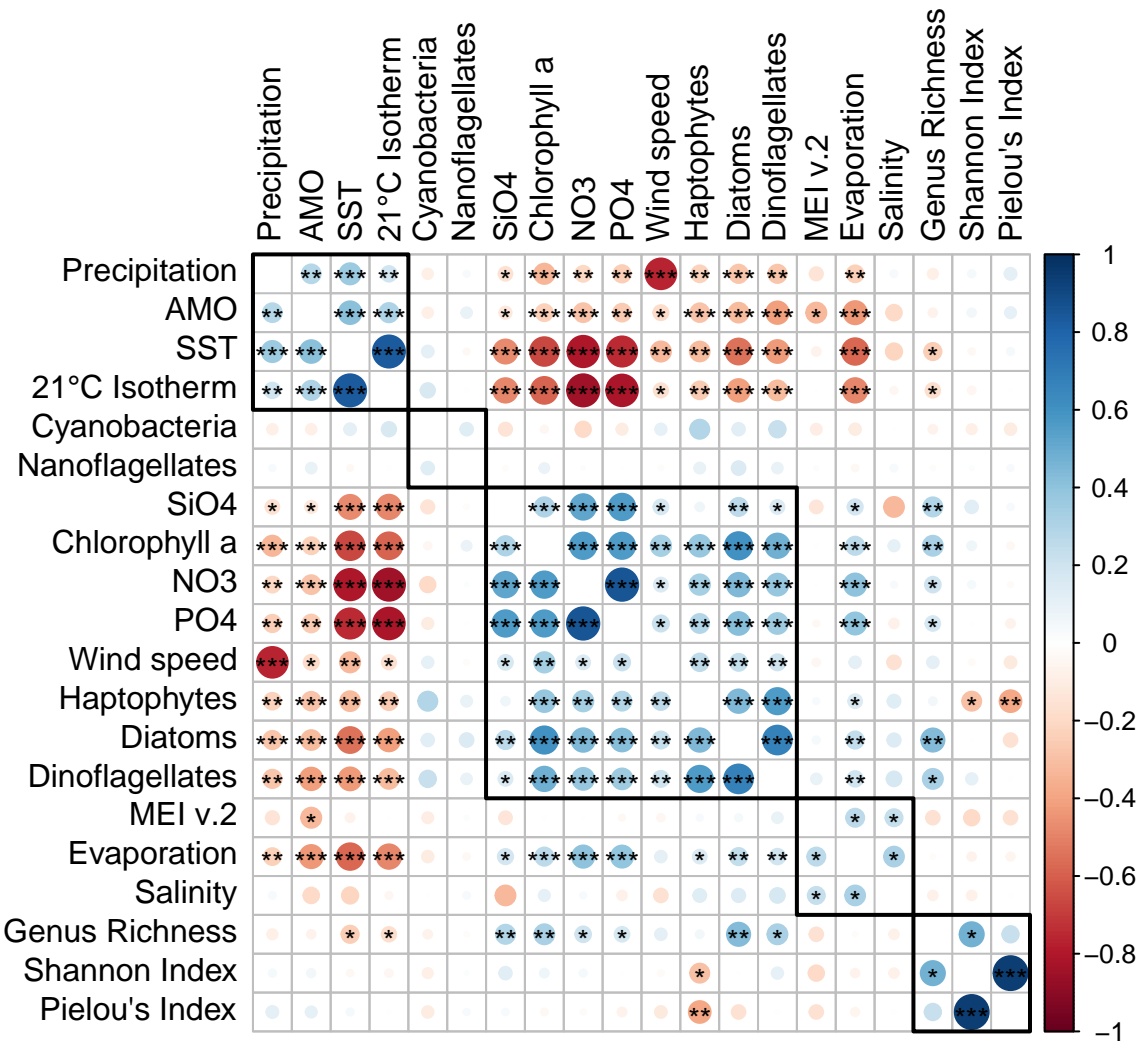 Precipitation
AMO
SST
21°C Isotherm
Cyanobacteria
Nanoflagellates
SiO4
Chlorophyll a
NO3
PO4
Wind speed
Haptophytes
Diatoms
Dinoflagellates
MEI v.2
Evaporation
Salinity
Genus Richness
Shannon Index
Pielou's Index
Precipitation ** *** ** * *** ** ** *** ** *** ** **
AMO ** *** *** * *** *** ** * *** *** *** * ***
SST *** *** *** *** *** *** *** ** ** *** *** *** *
21°C Isotherm ** *** *** *** *** *** *** * ** *** *** *** *
Cyanobacteria
Nanoflagellates
SiO4 * * *** *** *** *** *** * ** * * **
Chlorophyll a *** *** *** *** *** *** *** ** *** *** *** *** **
NO3 ** *** *** *** *** *** *** * ** *** *** *** *
PO4 ** ** *** *** *** *** *** * ** *** *** *** *
Wind speed *** * ** * * ** * * ** ** **
Haptophytes ** *** ** ** *** ** ** ** *** *** * * **
Diatoms *** *** *** *** ** *** *** *** ** *** *** ** **
Dinoflagellates ** *** *** *** * *** *** *** ** *** *** ** *
MEI v.2 * * *
Evaporation ** *** *** *** * *** *** *** * ** ** * *
Salinity * *
Genus Richness * * ** ** * * ** * *
Shannon Index * * ***
Pielou's Index ** ***
1
0.8
0.6
0.4
0.2
0
−0.2
−0.4
−0.6
−0.8
−1